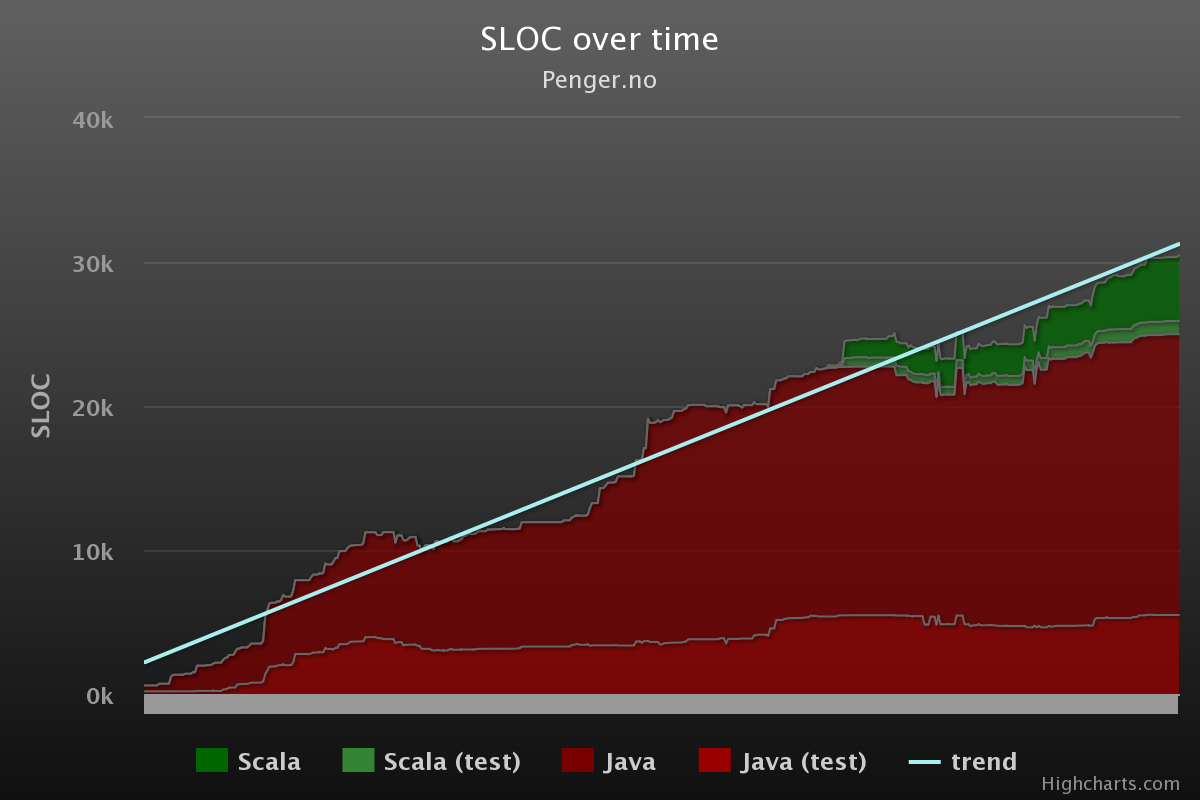 SLOC over time
Penger.no
40k
30k
20k
10k
0k
SLOC
Scala
Scala (test)
Java
Java (test)
trend
Highcharts.com